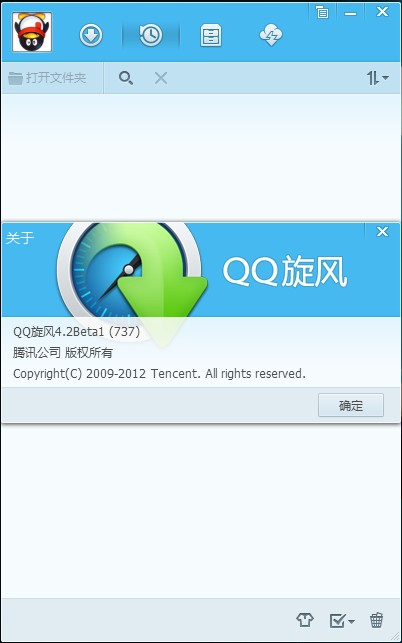 打开文件夹
关于
QQ旋风
QQ旋风4.2Beta1 (737)
腾讯公司 版权所有
Copyright(C) 2009-2012 Tencent. All rights reserved.
确定